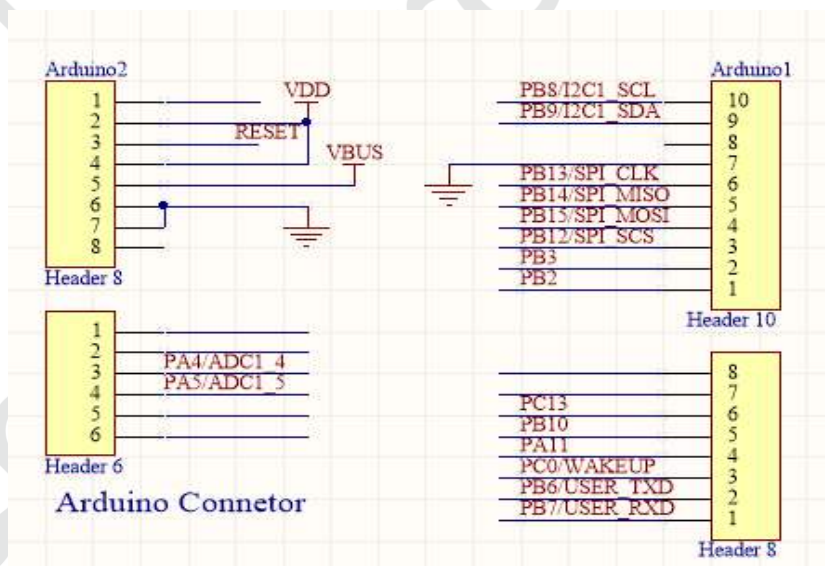 Arduino2
1
2
3
4
5
6
7
8
Header 8
VDD
RESET
VBUS
1
2
3
4
5
6
PA4/ADC1_4
PA5/ADC1_5
Header 6
Arduino Connetor
Arduino1
PB8/I2C1_SCL 10
PB9/I2C1_SDA 9
8
7
PB13/SPI_CLK 6
PB14/SPI_MISO 5
PB15/SPI_MOSI 4
PB12/SPI_SCS 3
PB3 2
PB2 1
Header 10
8
7
PC13 6
PB10 5
PA11 4
PC0/WAKEUP 3
PB6/USER_TXD 2
PB7/USER_RXD 1
Header 8